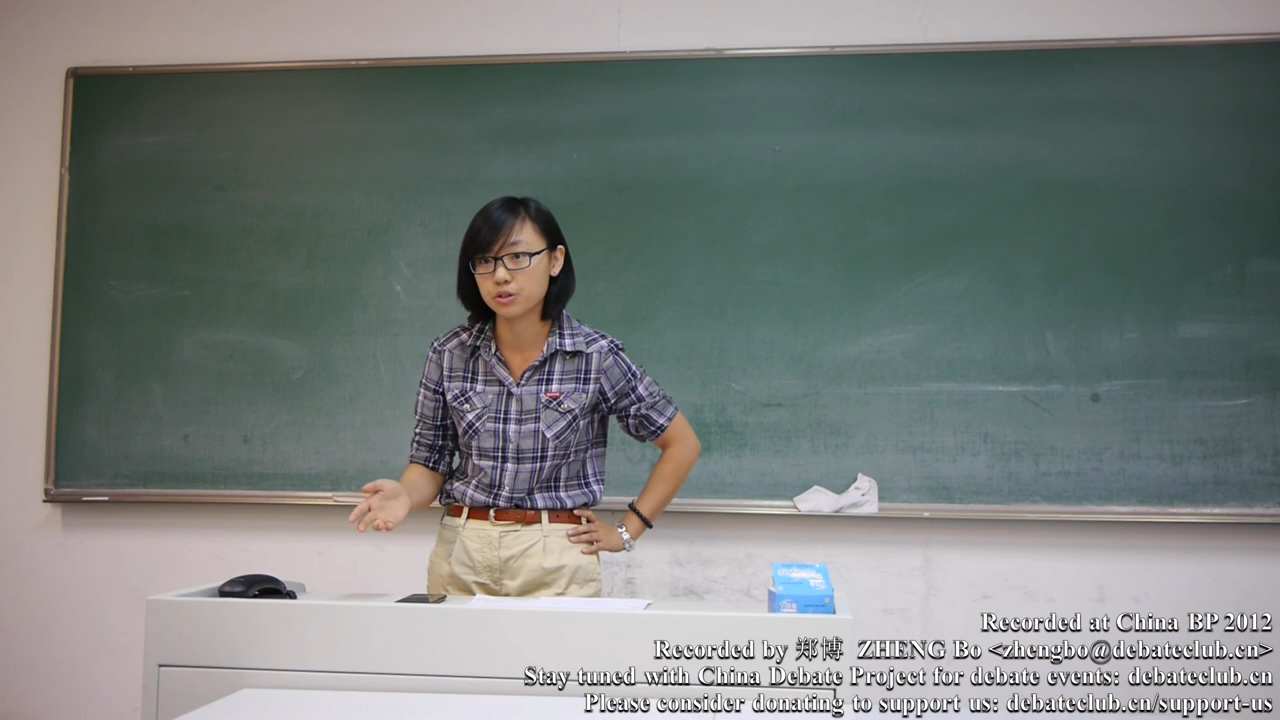 Recorded at China BP 2012
Recorded by 郑博 ZHENG Bo <zhengbo@debateclub.cn>
Stay tuned with China Debate Project for debate events: debateclub.cn
Please consider donating to support us: debateclub.cn/support-us